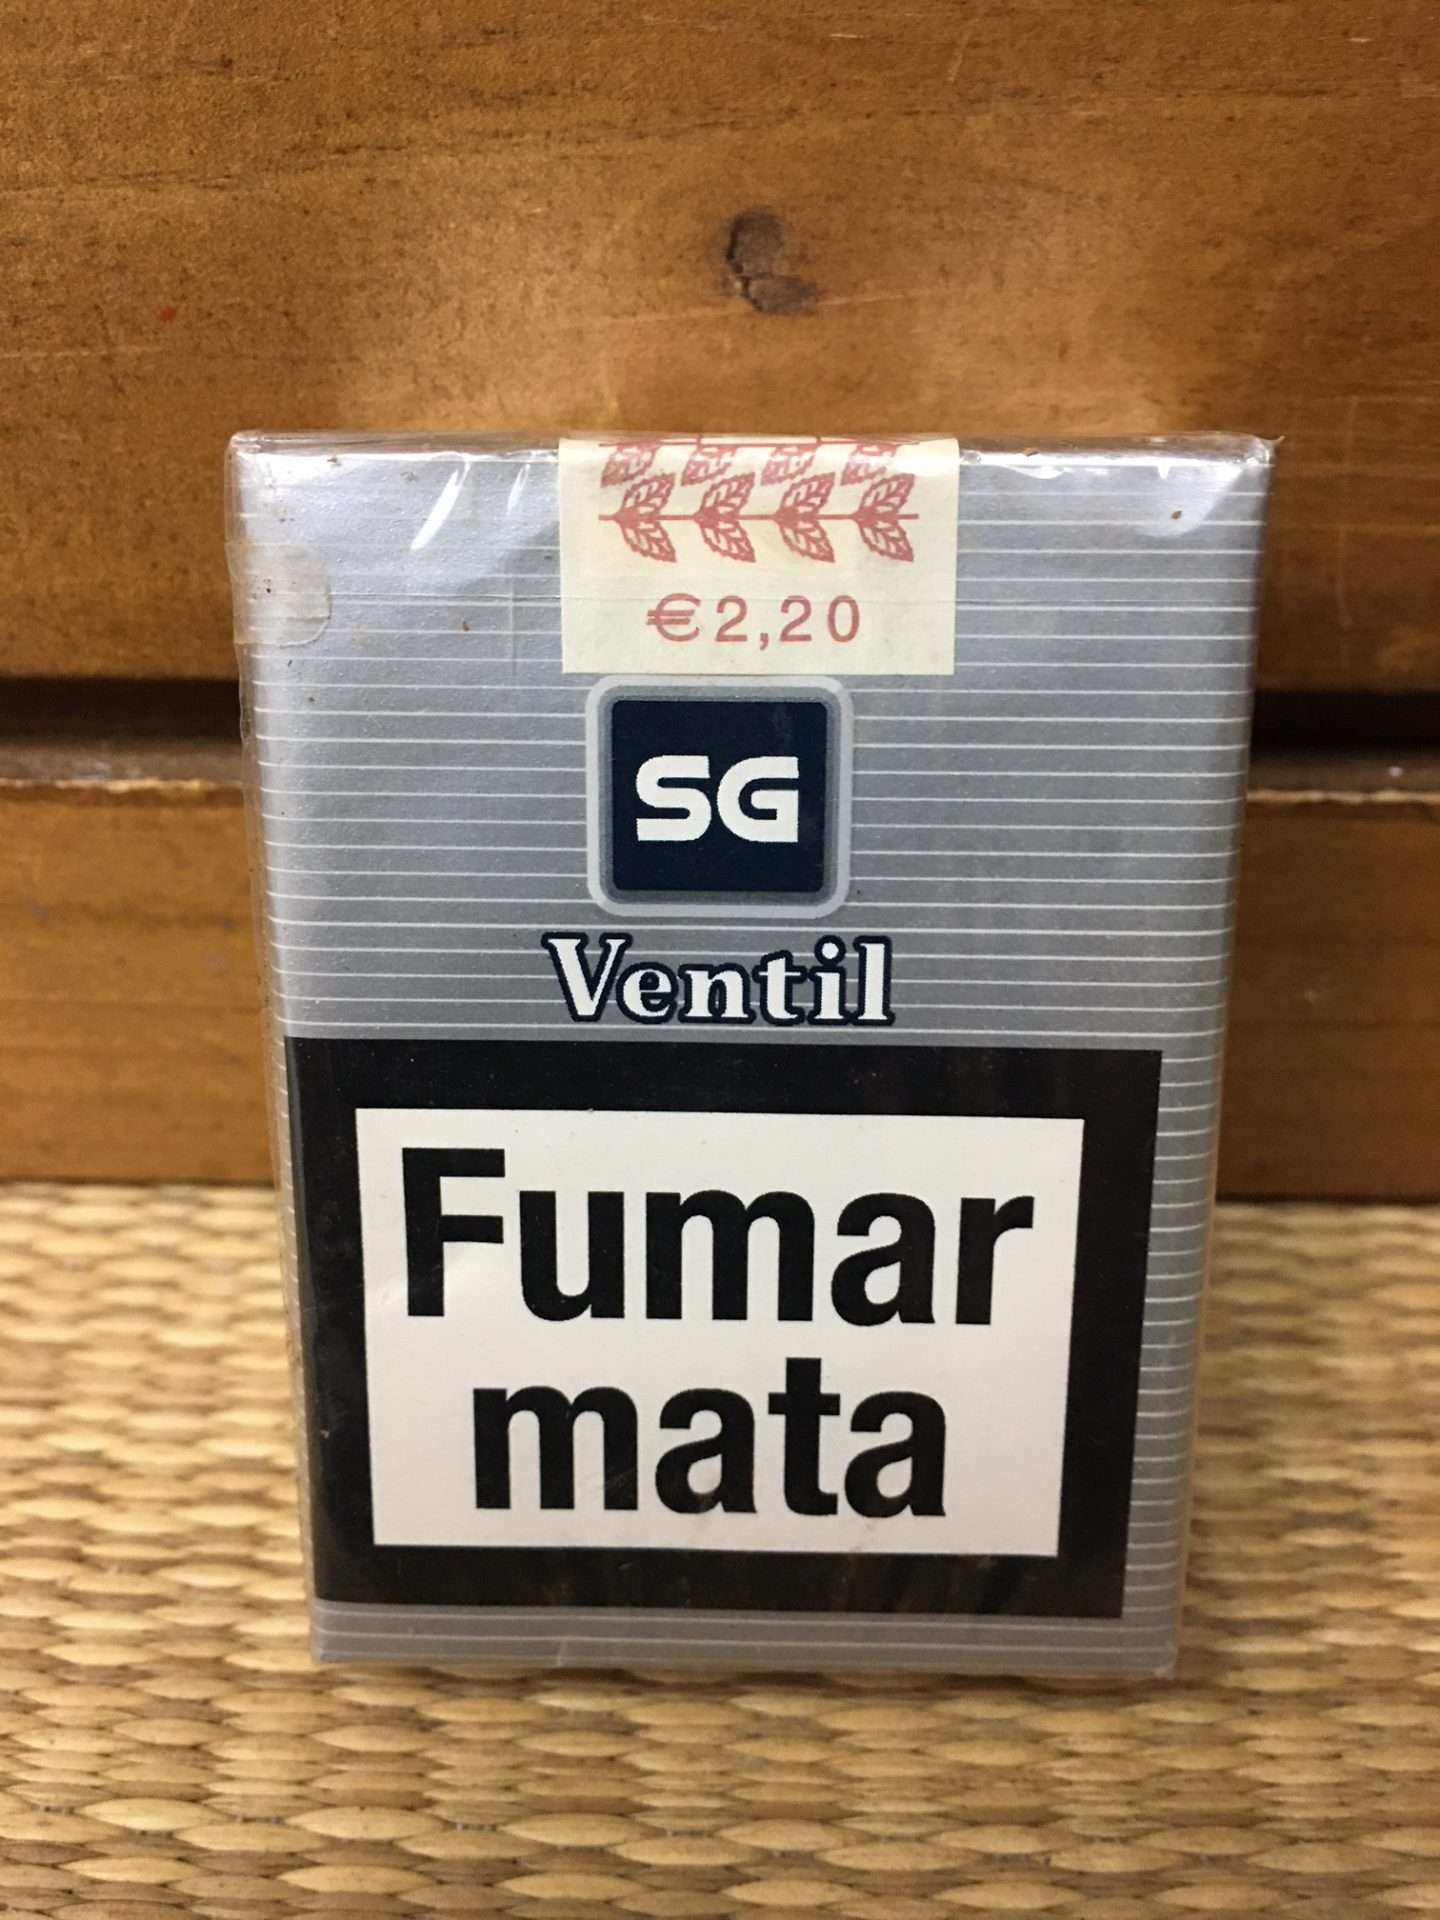 €2,20
SG
Ventil
Fumar
mata